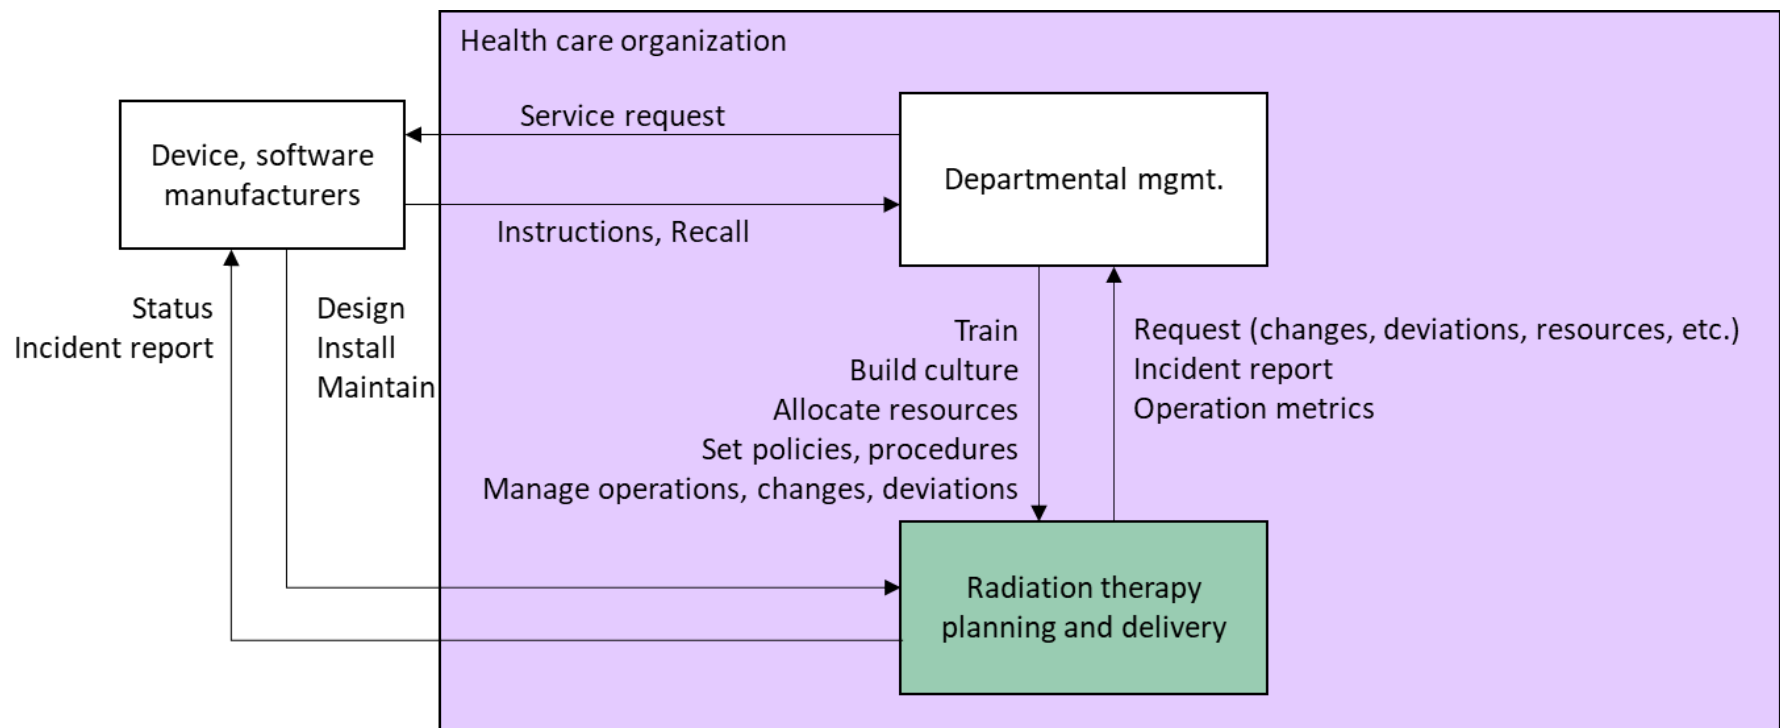 Health care organization
Service request
Device, software
manufacturers
Departmental mgmt.
Instructions, Recall
Status
Incident report
Design
Install
Maintain
Train
Build culture
Allocate resources
Set policies, procedures
Manage operations, changes, deviations
Request (changes, deviations, resources, etc.)
Incident report
Operation metrics
Radiation therapy
planning and delivery